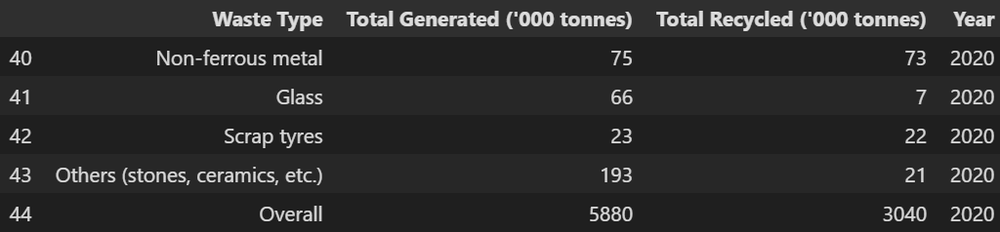 Waste Type Total Generated ('000 tonnes) Total Recycled ('000 tonnes) Year
40 Non-ferrous metal 75 73 2020
41 Glass 66 7 2020
42 Scrap tyres 23 22 2020
43 Others (stones, ceramics, etc.) 193 21 2020
44 Overall 5880 3040 2020